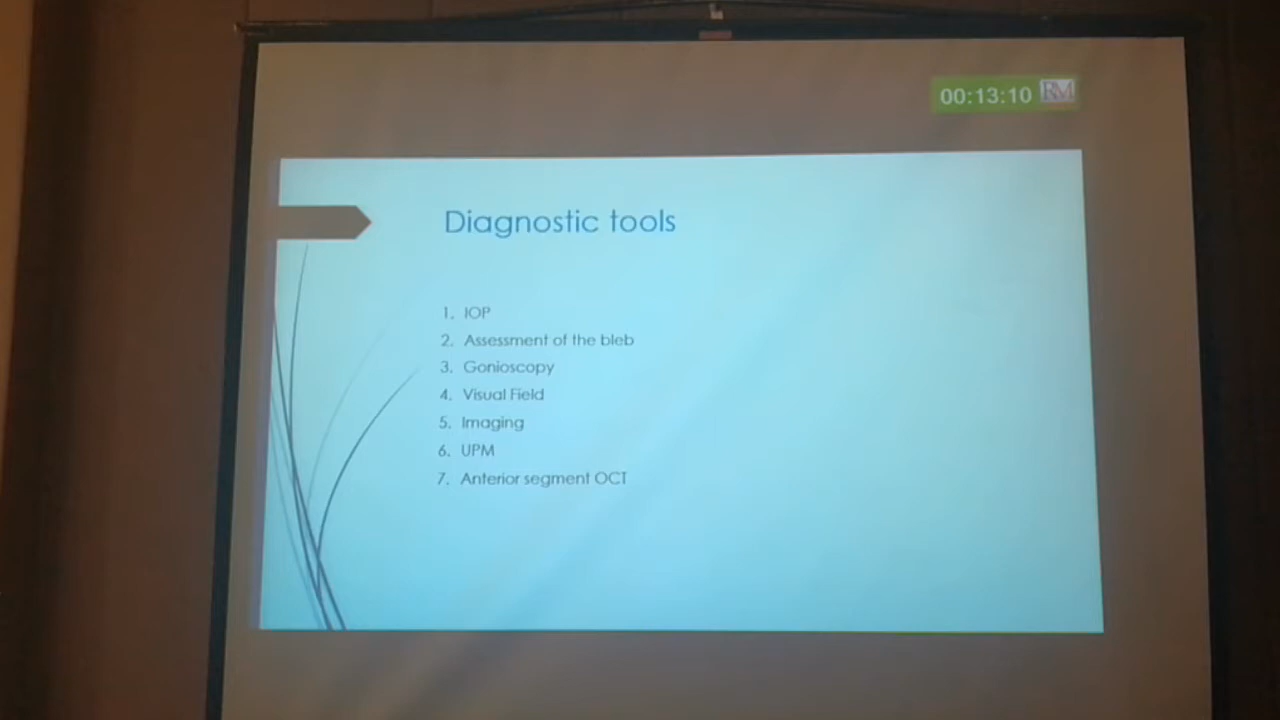 00:13:10 RM
Diagnostic tools
1. IOP
2. Assessment of the bleb
3. Gonioscopy
4. Visual Field
5. Imaging
6. UPM
7. Anterior segment OCT